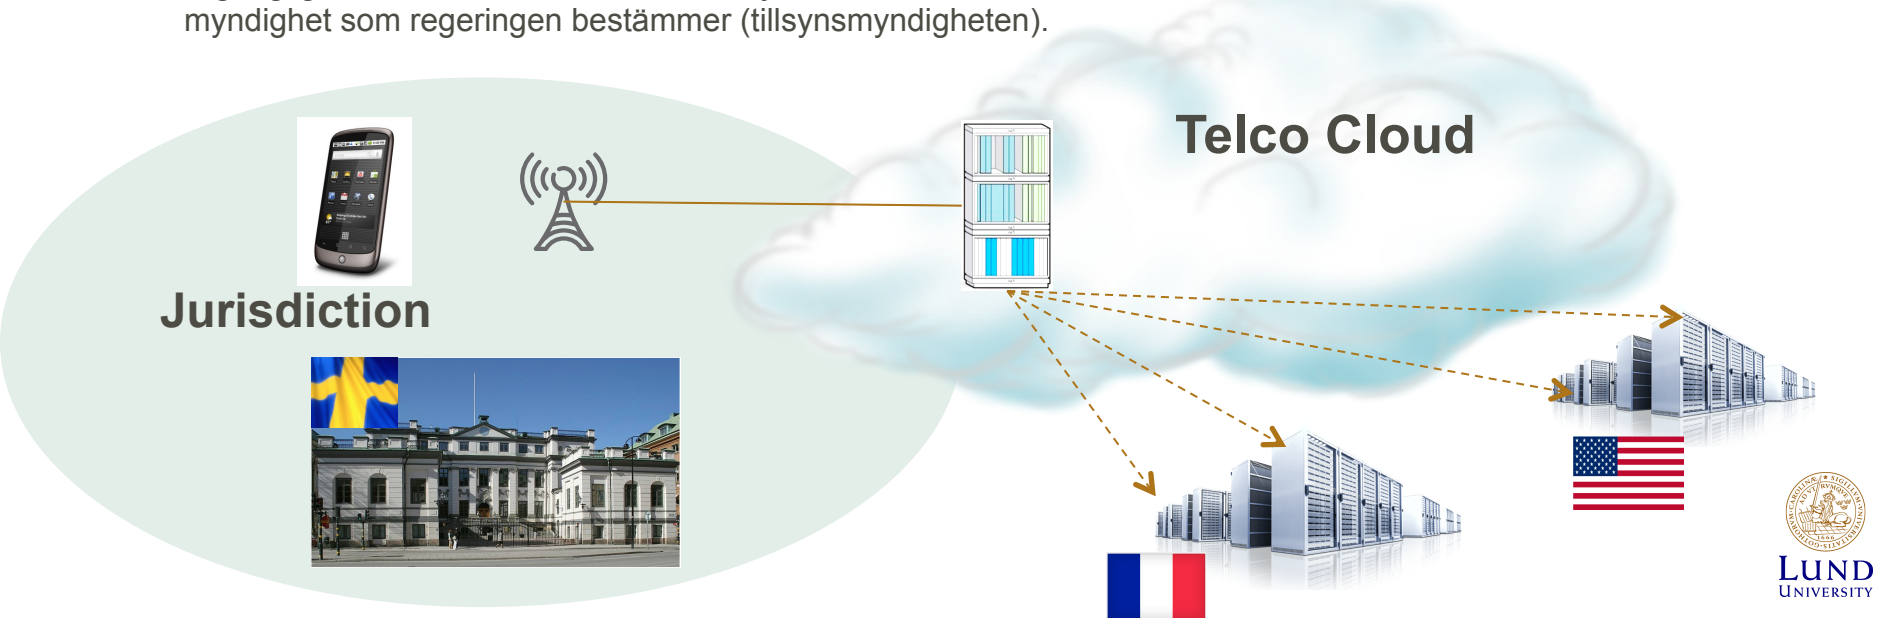 myndighet som regeringen bestämmer (tillsynsmyndigheten).
Telco Cloud
Jurisdiction
LUND
UNIVERSITY